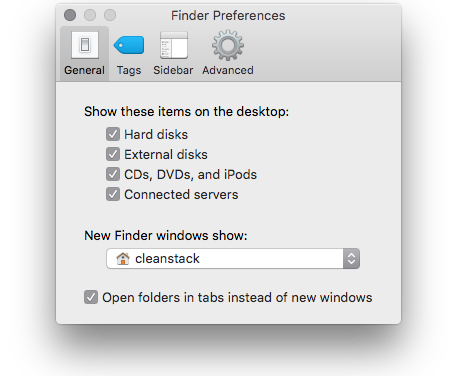 Finder Preferences
General Tags Sidebar Advanced
Show these items on the desktop:
Hard disks
External disks
CDs, DVDs, and iPods
Connected servers
New Finder windows show:
cleanstack
Open folders in tabs instead of new windows